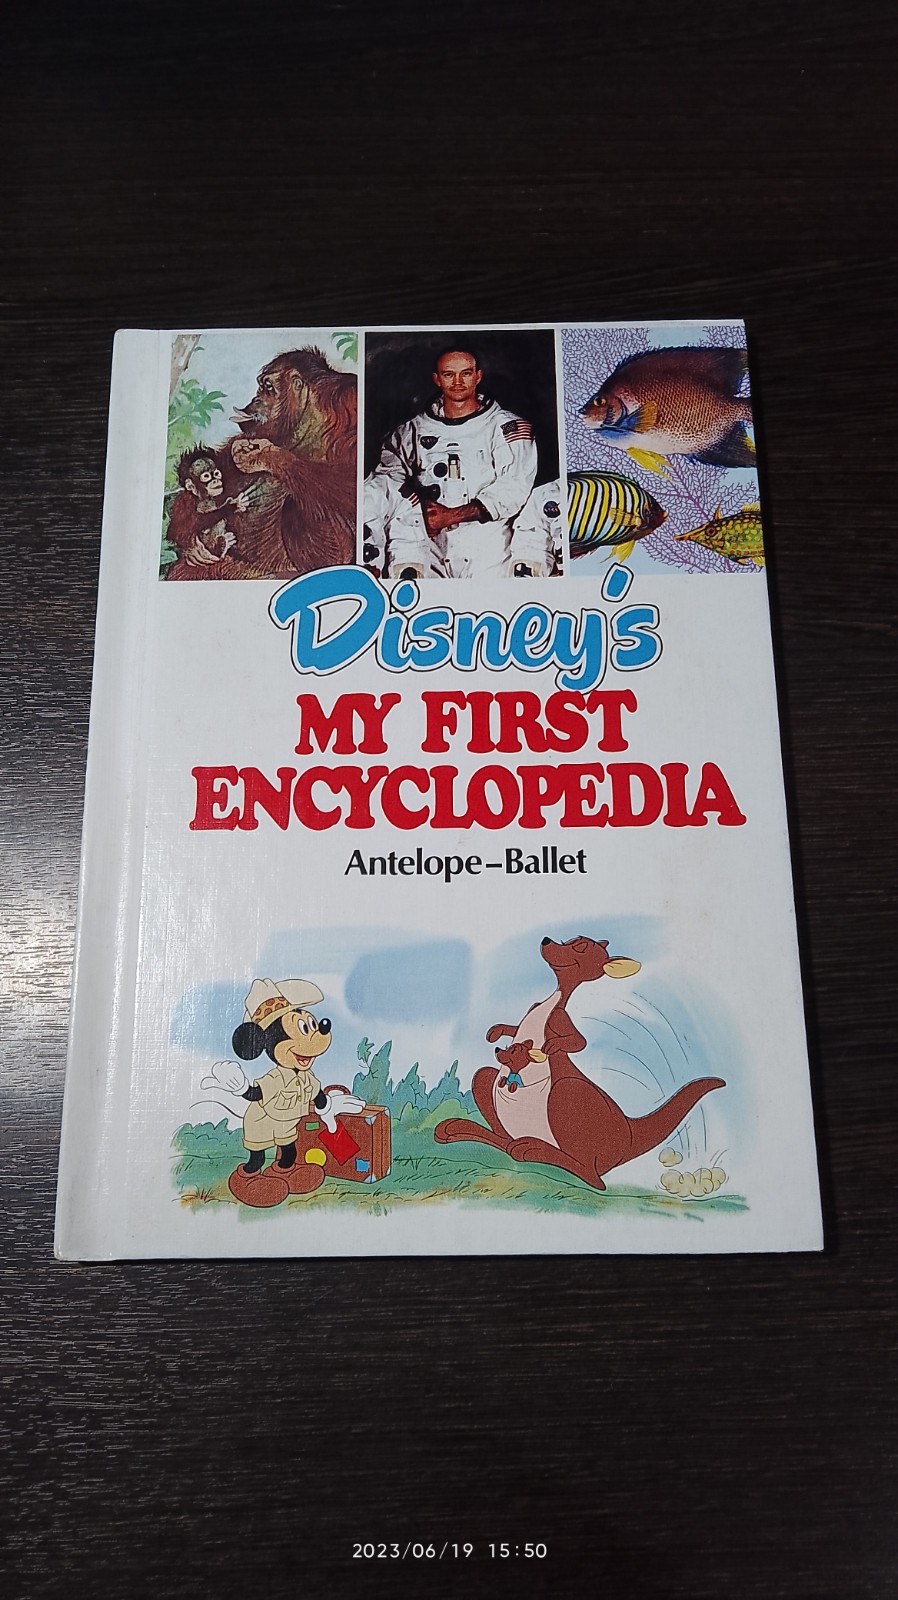 Disney's
MY FIRST
ENCYCLOPEDIA
Antelope–Ballet
2023/06/19 15:50